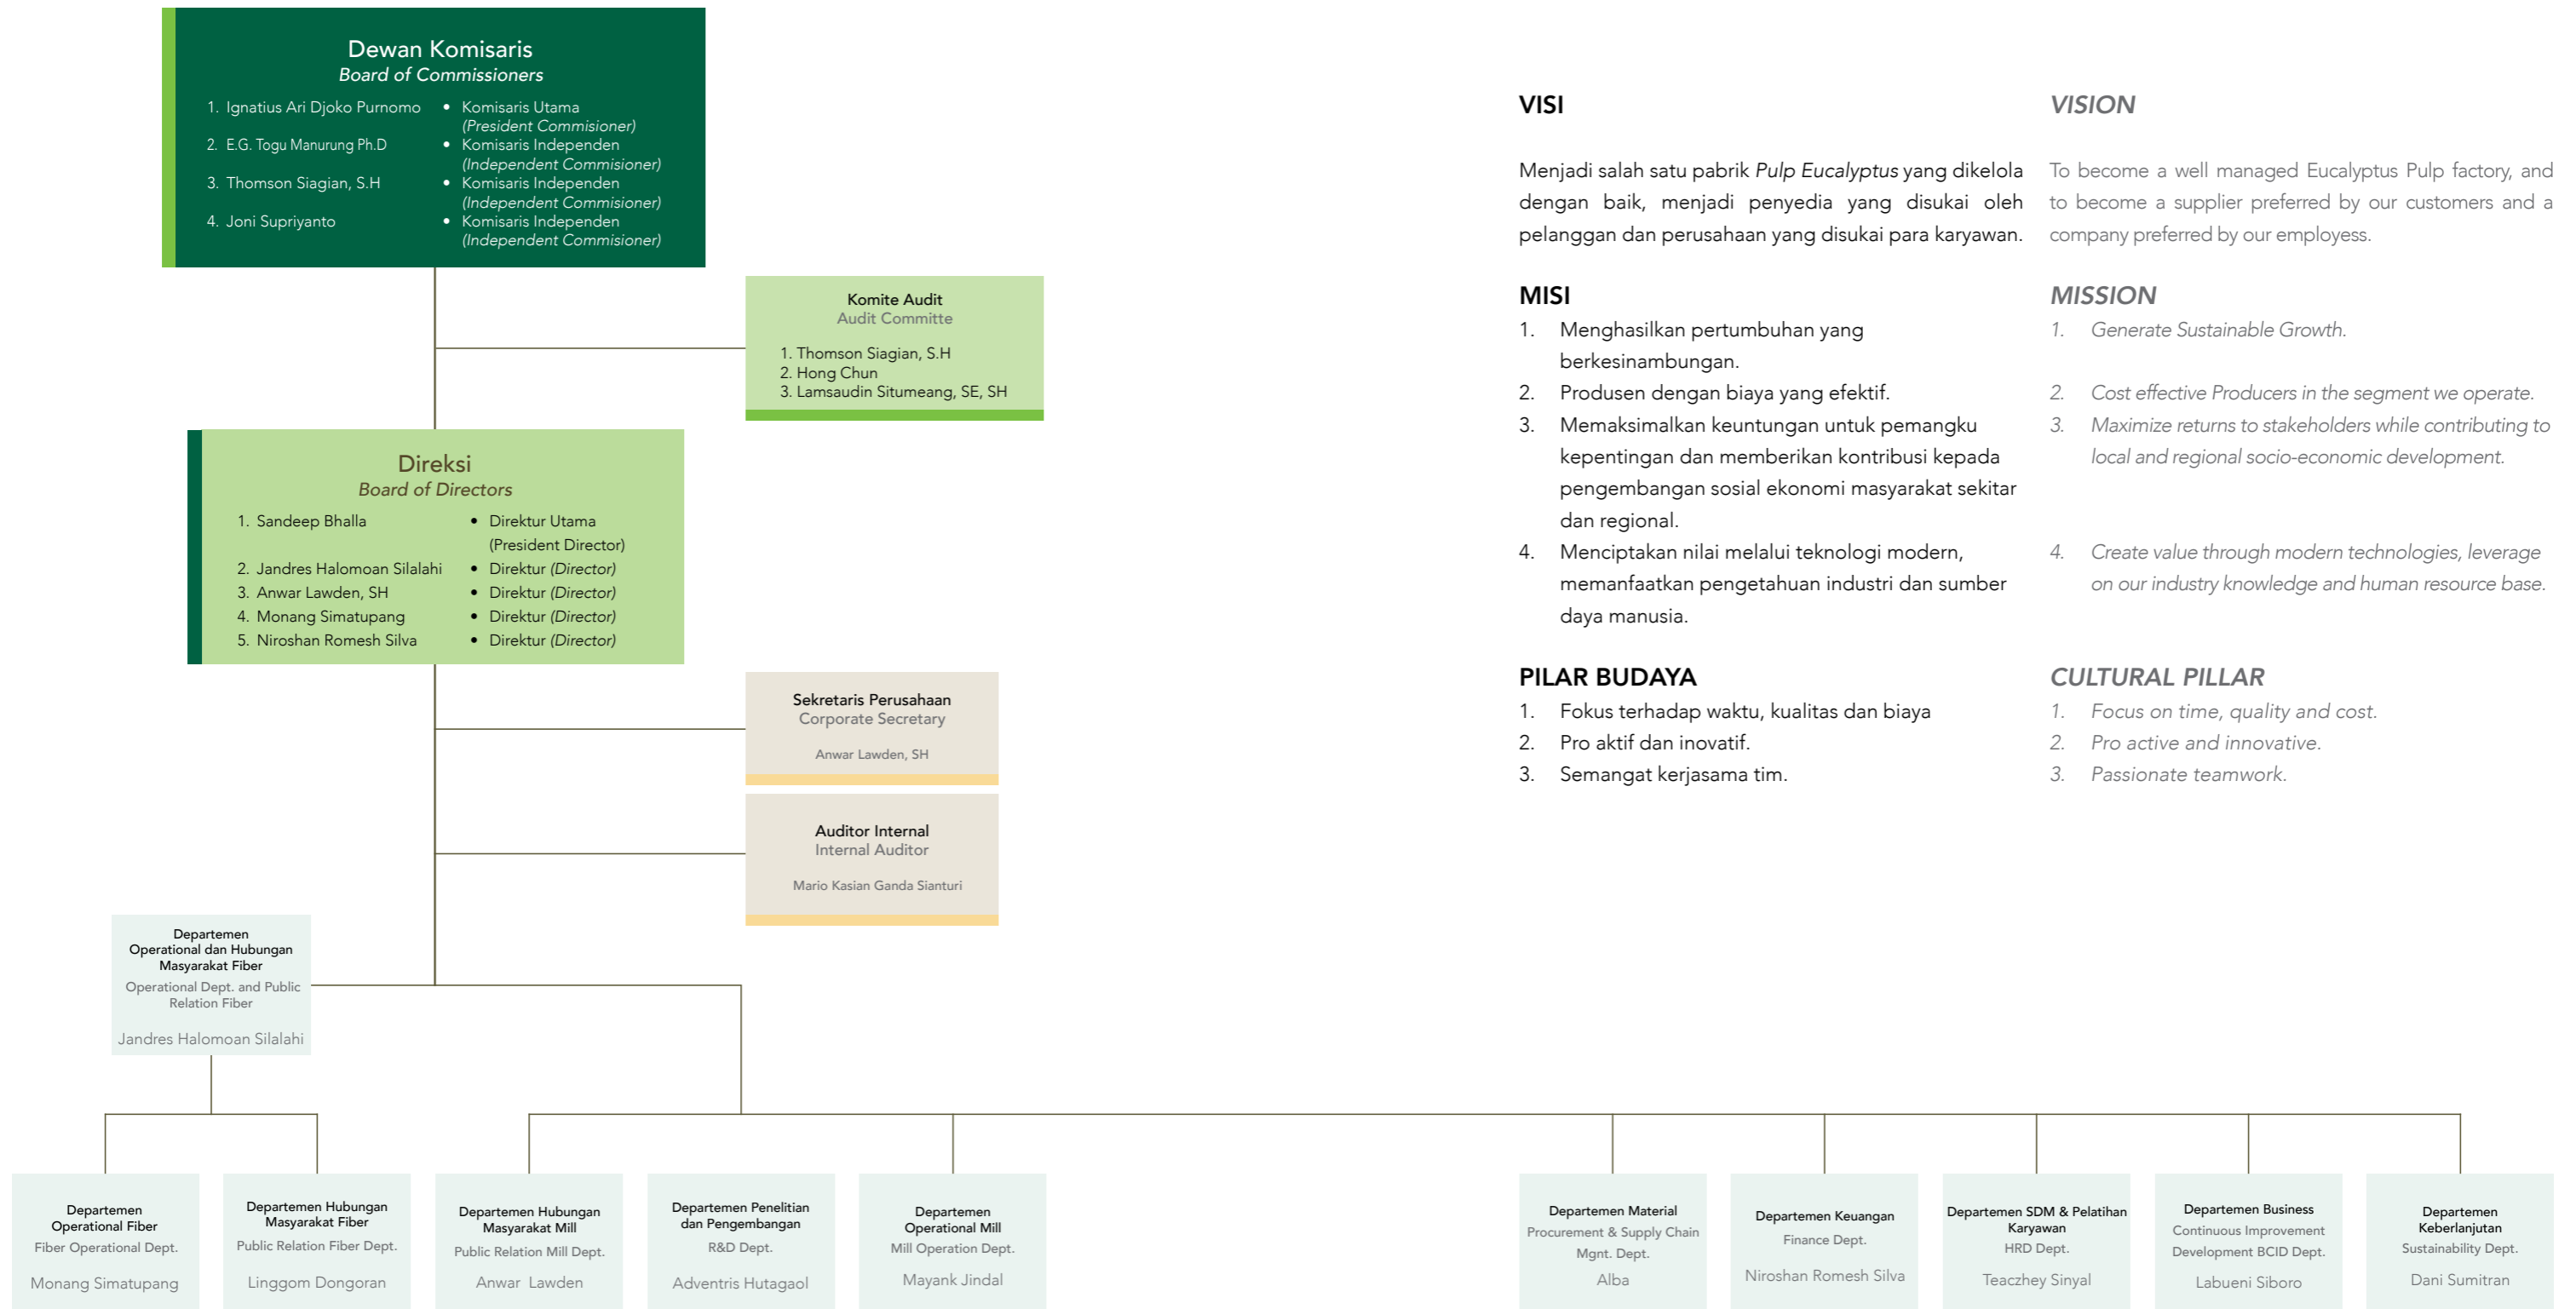 Dewan Komisaris
Board of Commissioners
1. Ignatius Ari Djoko Purnomo • Komisaris Utama
(President Commisioner)
2. E.G. Togu Manurung Ph.D • Komisaris Independen
(Independent Commisioner)
3. Thomson Siagian, S.H • Komisaris Independen
(Independent Commisioner)
4. Joni Supriyanto • Komisaris Independen
(Independent Commisioner)
Komite Audit
Audit Committe
1. Thomson Siagian, S.H
2. Hong Chun
3. Lamsaudin Situmeang, SE, SH
Direksi
Board of Directors
1. Sandeep Bhalla • Direktur Utama
(President Director)
2. Jandres Halomoan Silalahi • Direktur (Director)
3. Anwar Lawden, SH • Direktur (Director)
4. Monang Simatupang • Direktur (Director)
5. Niroshan Romesh Silva • Direktur (Director)
Sekretaris Perusahaan
Corporate Secretary
Anwar Lawden, SH
Auditor Internal
Internal Auditor
Mario Kasian Ganda Sianturi
Departemen
Operational dan Hubungan
Masyarakat Fiber
Operational Dept. and Public
Relation Fiber
Jandres Halomoan Silalahi
Departemen
Operational Fiber
Fiber Operational Dept.
Monang Simatupang
Departemen Hubungan
Masyarakat Fiber
Public Relation Fiber Dept.
Linggom Dongoran
Departemen Hubungan
Masyarakat Mill
Public Relation Mill Dept.
Anwar Lawden
Departemen Penelitian
dan Pengembangan
R&D Dept.
Adventris Hutagaol
Departemen
Operational Mill
Mill Operation Dept.
Mayank Jindal
Departemen Material
Procurement & Supply Chain
Mgnt. Dept.
Alba
Departemen Keuangan
Finance Dept.
Niroshan Romesh Silva
Departemen SDM & Pelatihan
Karyawan
HRD Dept.
Teaczhey Sinyal
Departemen Business
Continuous Improvement
Development BCID Dept.
Labueni Siboro
Departemen
Keberlanjutan
Sustainability Dept.
Dani Sumitran
VISI
Menjadi salah satu pabrik Pulp Eucalyptus yang dikelola
dengan baik, menjadi penyedia yang disukai oleh
pelanggan dan perusahaan yang disukai para karyawan.
MISI
1. Menghasilkan pertumbuhan yang
berkesinambungan.
2. Produsen dengan biaya yang efektif.
3. Memaksimalkan keuntungan untuk pemangku
kepentingan dan memberikan kontribusi kepada
pengembangan sosial ekonomi masyarakat sekitar
dan regional.
4. Menciptakan nilai melalui teknologi modern,
memanfaatkan pengetahuan industri dan sumber
daya manusia.
PILAR BUDAYA
1. Fokus terhadap waktu, kualitas dan biaya
2. Pro aktif dan inovatif.
3. Semangat kerjasama tim.
VISION
To become a well managed Eucalyptus Pulp factory, and
to become a supplier preferred by our customers and a
company preferred by our employess.
MISSION
1. Generate Sustainable Growth.
2. Cost effective Producers in the segment we operate.
3. Maximize returns to stakeholders while contributing to
local and regional socio-economic development.
4. Create value through modern technologies, leverage
on our industry knowledge and human resource base.
CULTURAL PILLAR
1. Focus on time, quality and cost.
2. Pro active and innovative.
3. Passionate teamwork.